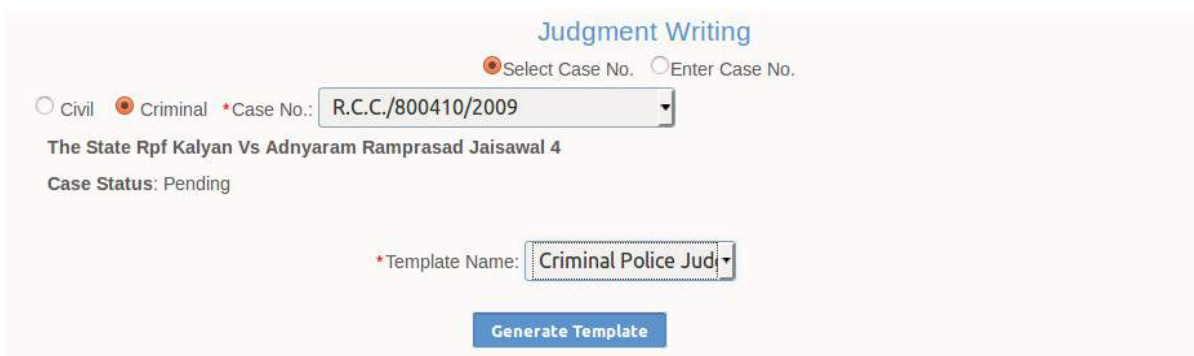 Judgment Writing
Select Case No. Enter Case No.
Civil Criminal *Case No.: R.C.C./800410/2009
The State Rpf Kalyan Vs Adnyaram Ramprasad Jaisawal 4
Case Status: Pending
*Template Name: Criminal Police Jud
Generate Template